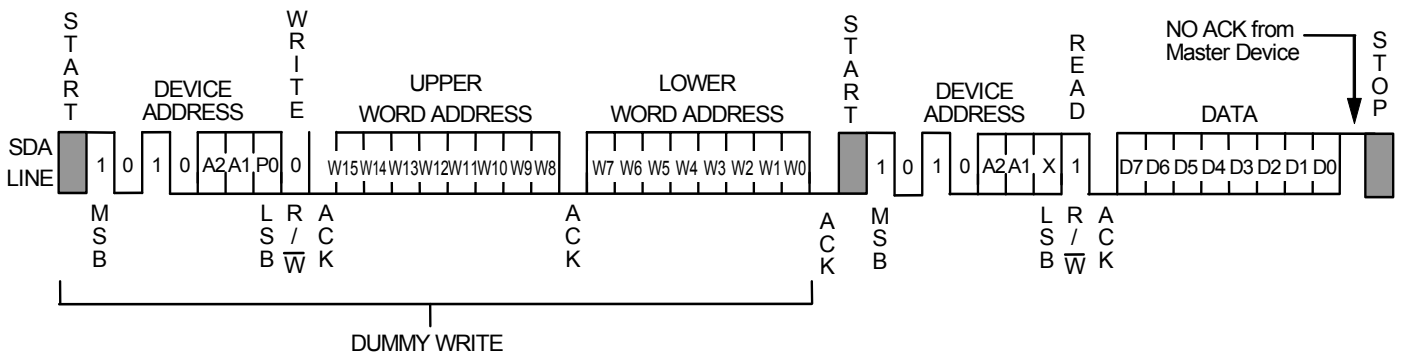 START
WRITE
START
READ
NO ACK from
Master Device
STOP
DEVICE
ADDRESS
UPPER
WORD ADDRESS
LOWER
WORD ADDRESS
DEVICE
ADDRESS
DATA
SDA
LINE
1 0 1 0 A2 A1 P0 0 W15 W14 W13 W12 W11 W10 W9 W8 W7 W6 W5 W4 W3 W2 W1 W0 1 0 1 0 A2 A1 X 1 D7 D6 D5 D4 D3 D2 D1 D0
MSB
LSB
R/W̅
ACK
ACK
ACK
MSB
LSB
R/W̅
ACK
DUMMY WRITE